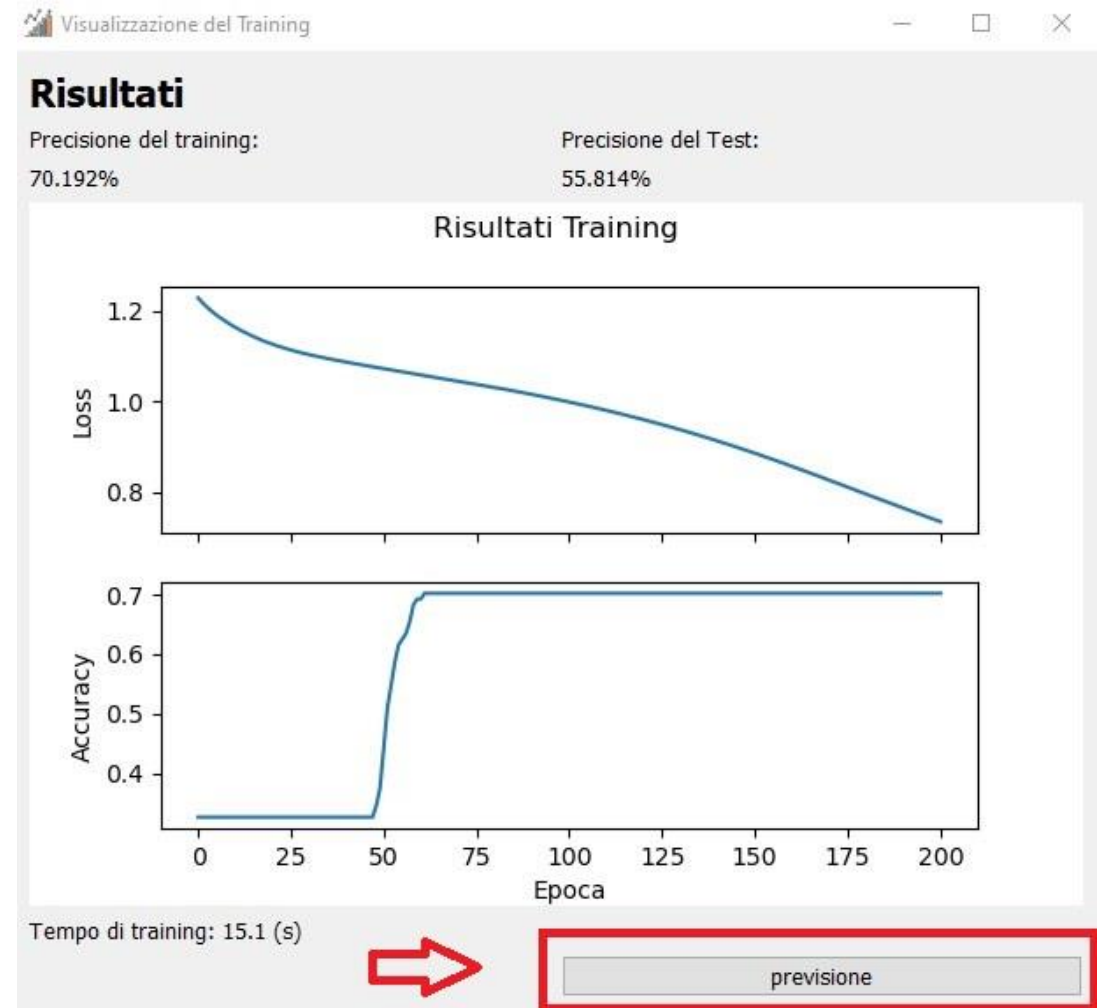 Visualizzazione del Training
Risultati
Precisione del training:
Precisione del Test:
70.192%
55.814%
Risultati Training
1.2
1.0
0.8
Loss
0.7
0.6
0.5
0.4
Accuracy
0 25 50 75 100 125 150 175 200
Epoca
Tempo di training: 15.1 (s)
previsione